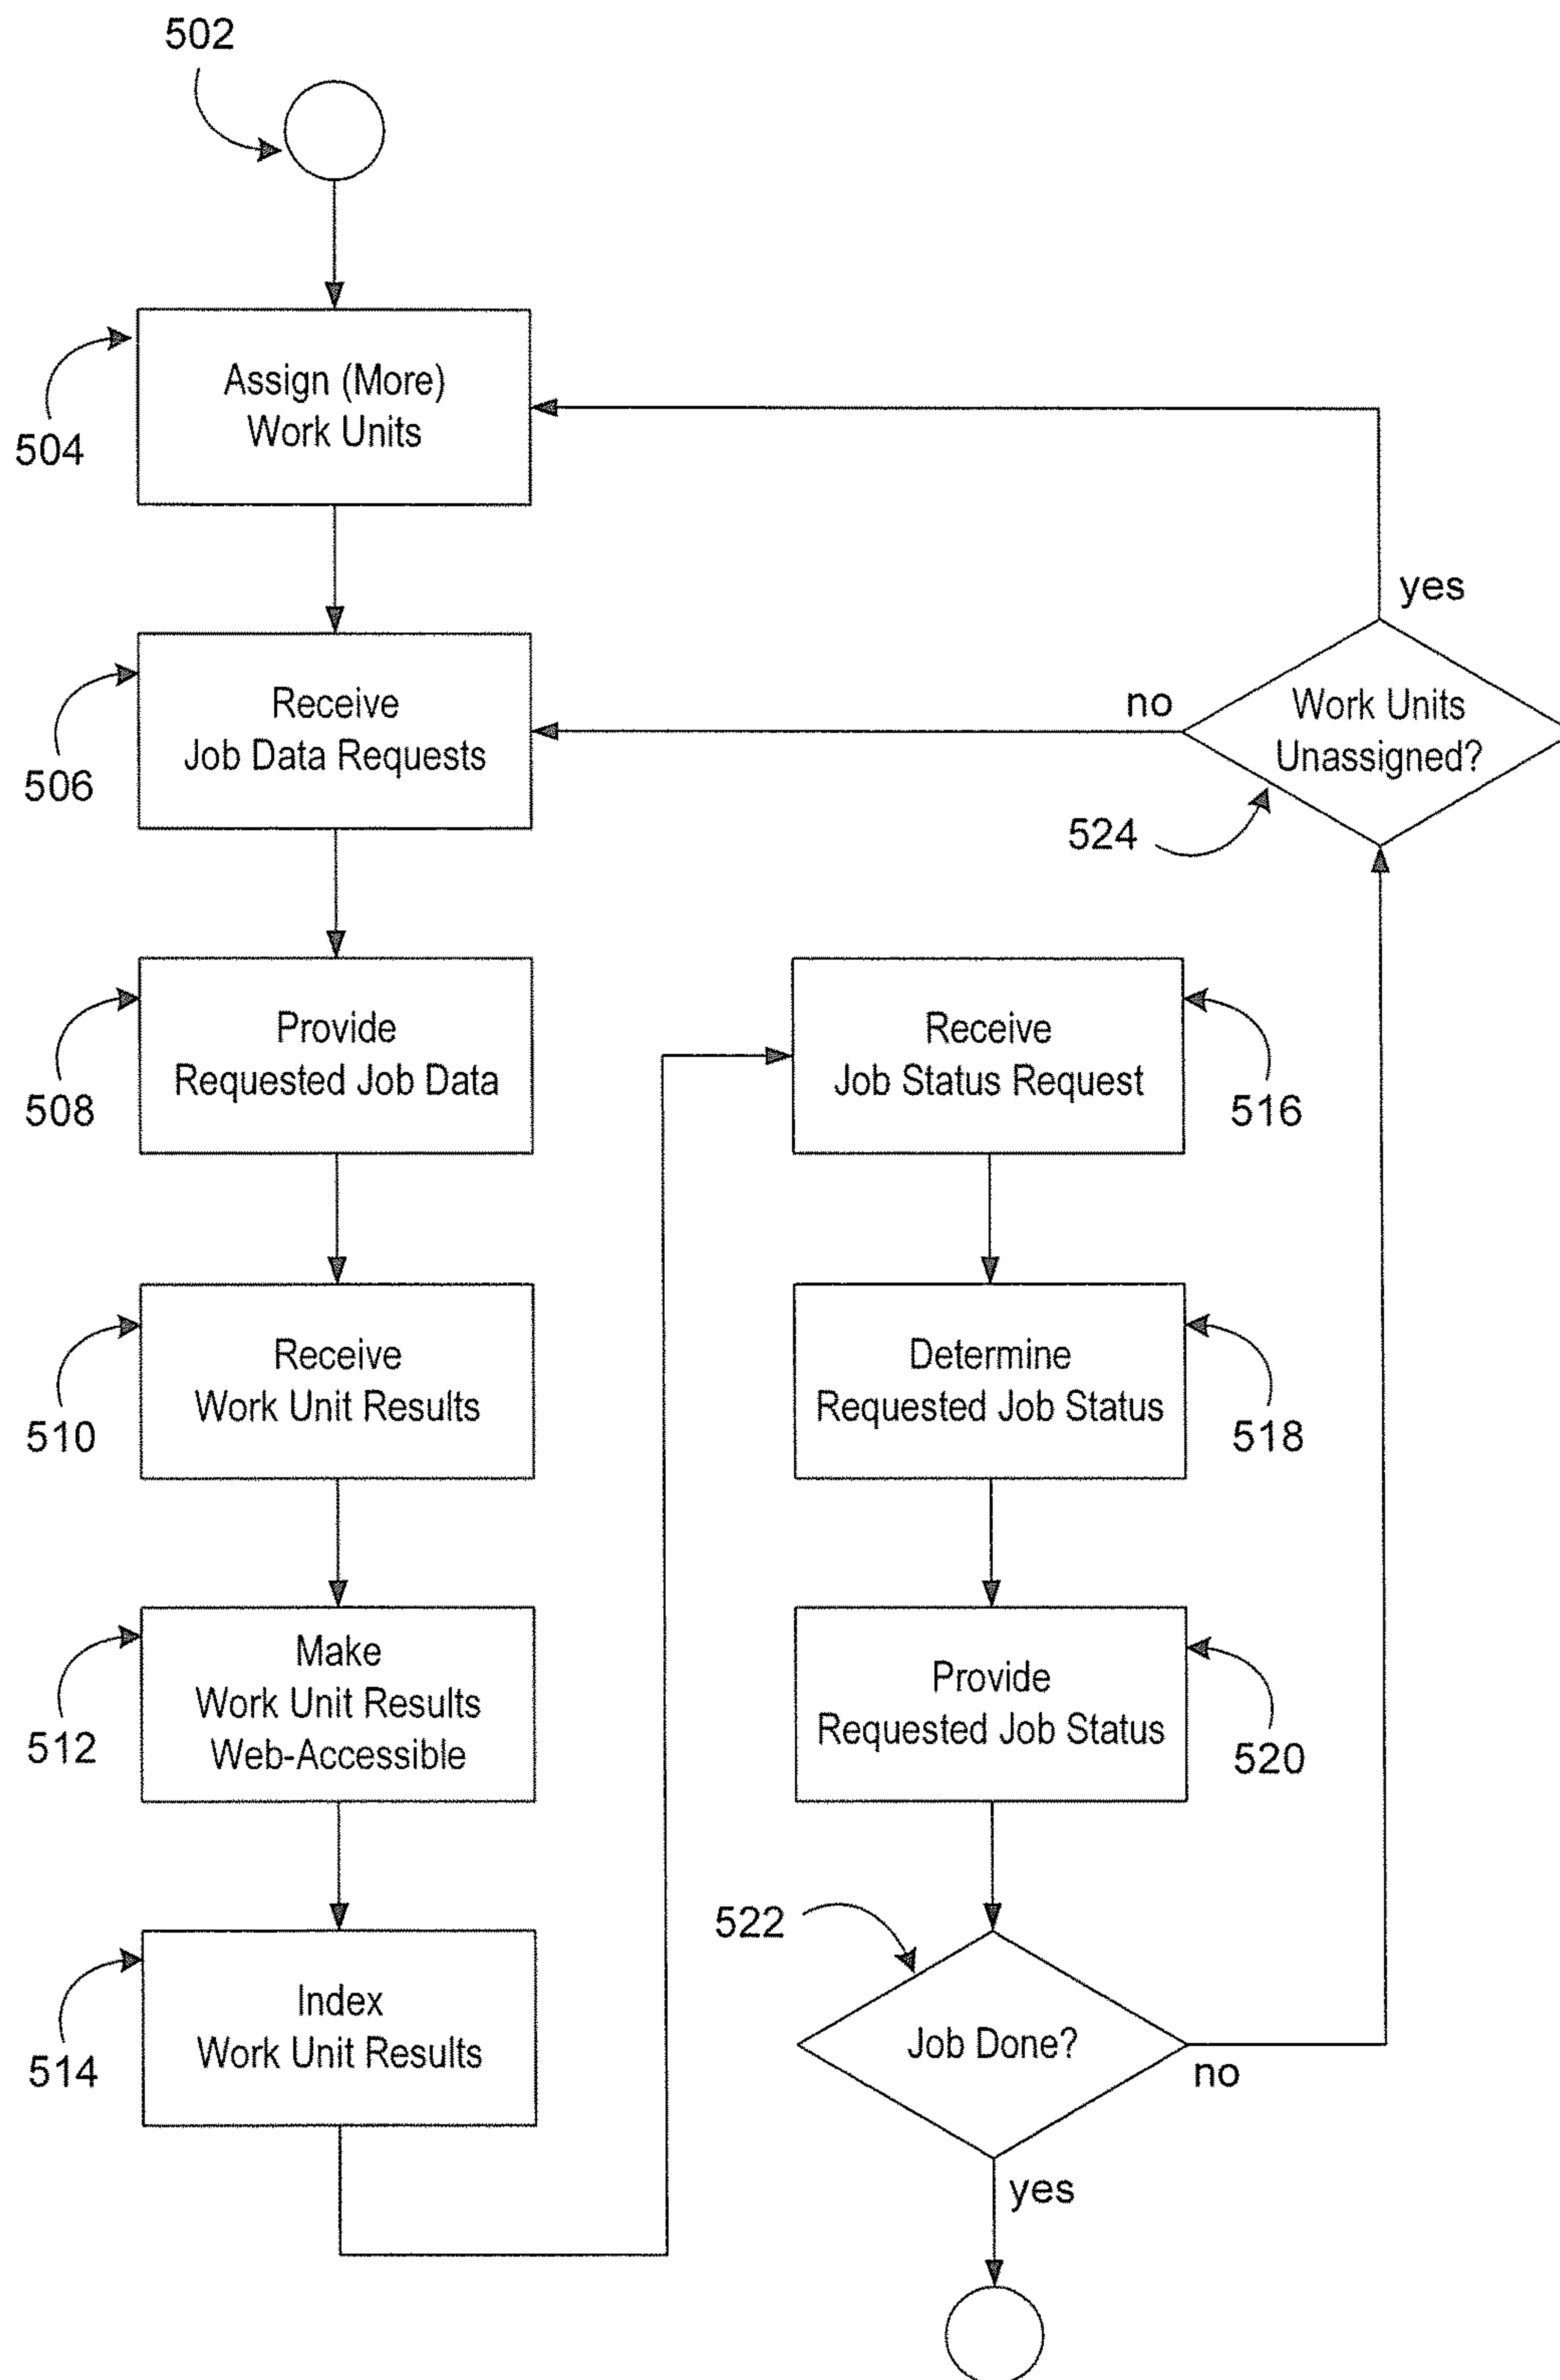 502
Assign (More)
Work Units
504
yes
Receive
Job Data Requests
506
no
Work Units
Unassigned?
524
Provide
Requested Job Data
508
Receive
Job Status Request
516
Receive
Work Unit Results
510
Determine
Requested Job Status
518
Make
Work Unit Results
Web-Accessible
512
Provide
Requested Job Status
520
522
Index
Work Unit Results
514
Job Done?
no
yes